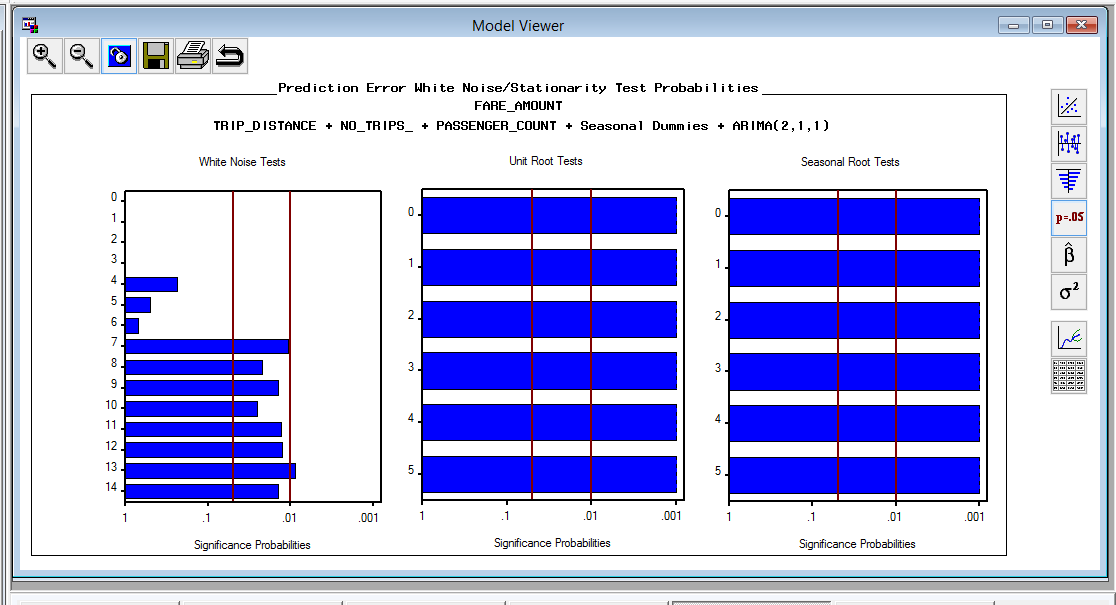 Model Viewer
Prediction Error White Noise/Stationarity Test Probabilities
FARE_AMOUNT
TRIP_DISTANCE + NO_TRIPS_ + PASSENGER_COUNT + Seasonal Dummies + ARIMA(2,1,1)
White Noise Tests
0
1
2
3
4
5
6
7
8
9
10
11
12
13
14
1 .1 .01 .001
Significance Probabilities
Unit Root Tests
0
1
2
3
4
5
1 .1 .01 .001
Significance Probabilities
Seasonal Root Tests
0
1
2
3
4
5
1 .1 .01 .001
Significance Probabilities
p=.05
β̂
σ²